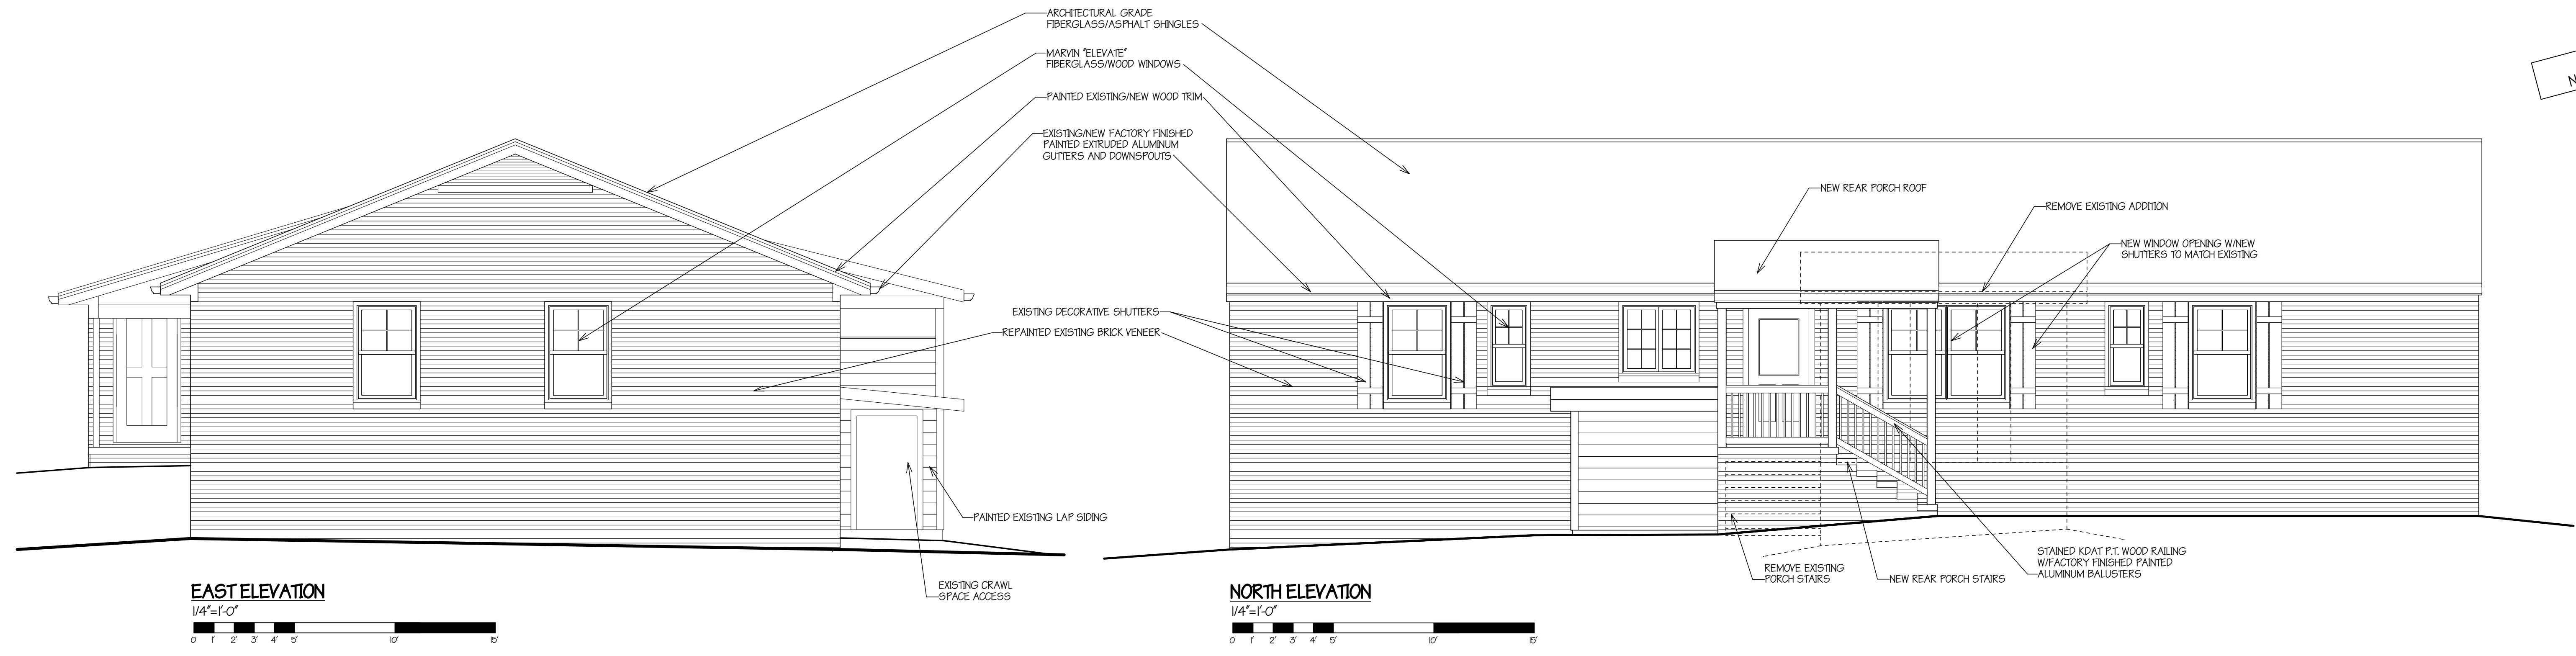 ARCHITECTURAL GRADE
FIBERGLASS/ASPHALT SHINGLES
MARVIN "ELEVATE"
FIBERGLASS/WOOD WINDOWS
PAINTED EXISTING/NEW WOOD TRIM
EXISTING/NEW FACTORY FINISHED
PAINTED EXTRUDED ALUMINUM
GUTTERS AND DOWNSPOUTS
NEW REAR PORCH ROOF
REMOVE EXISTING ADDITION
NEW WINDOW OPENING W/NEW
SHUTTERS TO MATCH EXISTING
EXISTING DECORATIVE SHUTTERS
REPAINTED EXISTING BRICK VENEER
PAINTED EXISTING LAP SIDING
EXISTING CRAWL
SPACE ACCESS
REMOVE EXISTING
PORCH STAIRS
NEW REAR PORCH STAIRS
STAINED KDAT P.T. WOOD RAILING
W/FACTORY FINISHED PAINTED
ALUMINUM BALUSTERS
EAST ELEVATION
1/4"=1'-0"
0 1' 2' 3' 4' 5' 10' 15'
NORTH ELEVATION
1/4"=1'-0"
0 1' 2' 3' 4' 5' 10' 15'